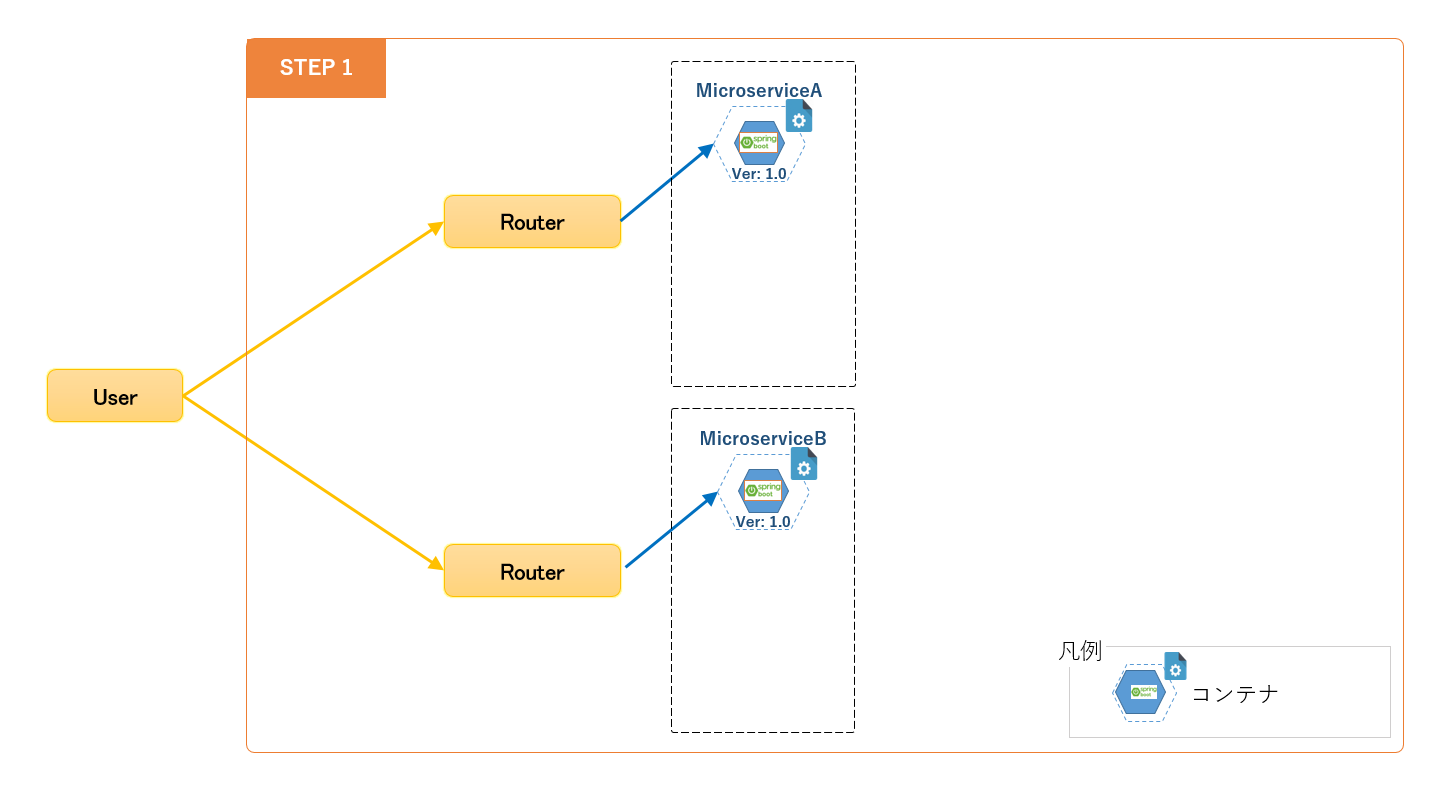 STEP 1
MicroserviceA
spring
boot
Ver: 1.0
Router
User
MicroserviceB
spring
boot
Ver: 1.0
Router
凡例
spring
boot
コンテナ